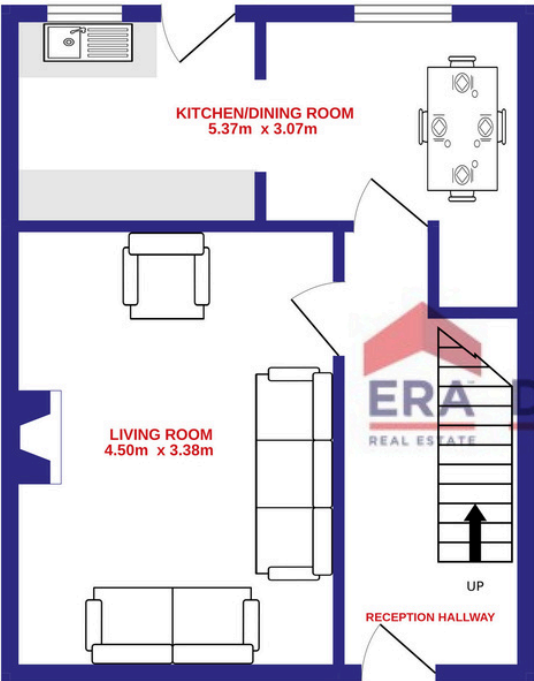 KITCHEN/DINING ROOM
5.37m x 3.07m
LIVING ROOM
4.50m x 3.38m
ERA D
REAL ESTATE
UP
RECEPTION HALLWAY